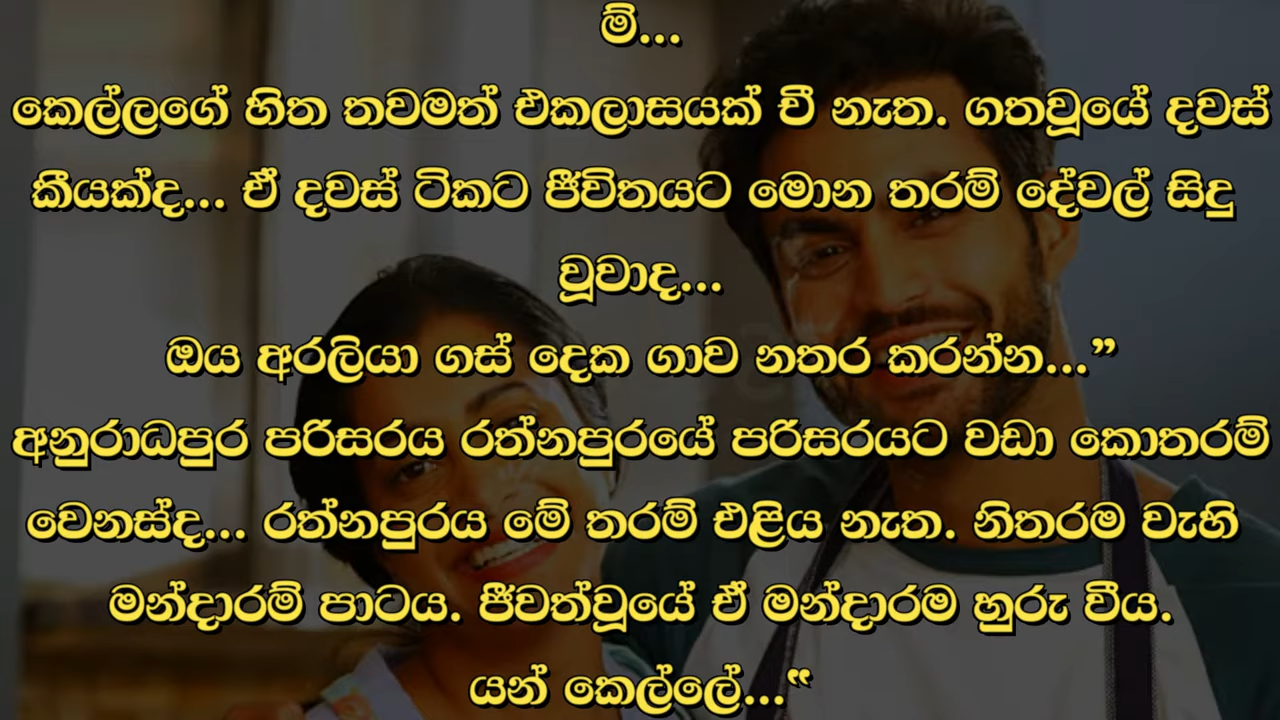 ම්...
කෙල්ලගේ හිත තවමත් එකලාසයක් වී නැත. ගතවූයේ දවස්
කීයක්ද... ඒ දවස් ටිකට ජීවිතයට මොන තරම් දේවල් සිදු
වූවාද...
ඔය අරලියා ගස් දෙක ගාව නතර කරන්න...”
අනුරාධපුර පරිසරය රත්නපුරයේ පරිසරයට වඩා කොතරම්
වෙනස්ද... රත්නපුරය මේ තරම් එළිය නැත. නිතරම වැහි
මන්දාරම් පාටය. ජීවත්වූයේ ඒ මන්දාරම හුරු වීය.
යන් කෙල්ලේ...“